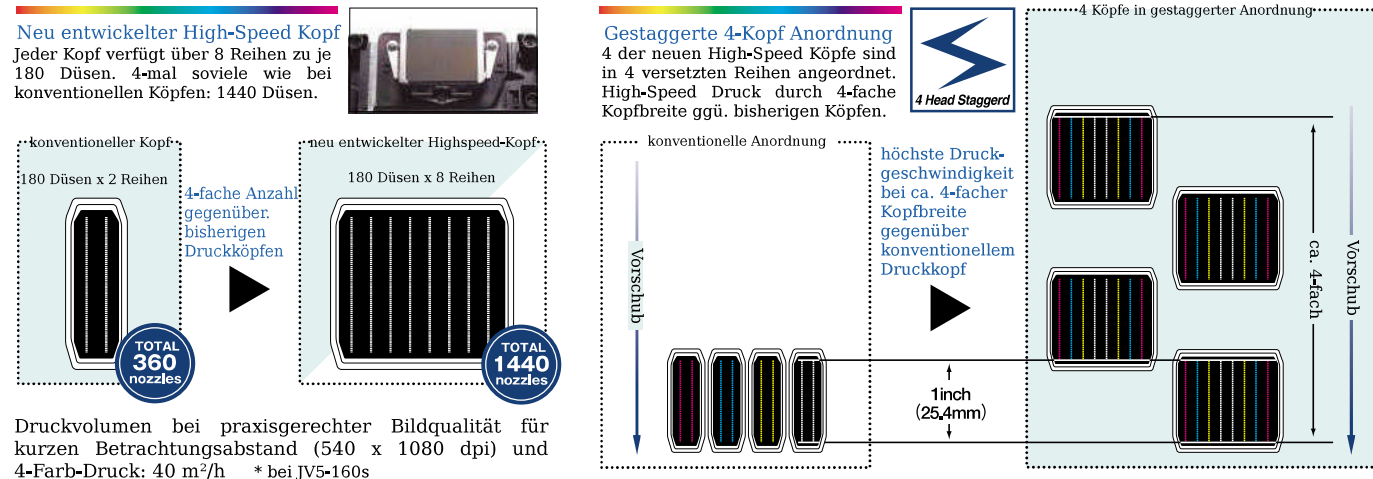 Neu entwickelter High-Speed Kopf
Jeder Kopf verfügt über 8 Reihen zu je
180 Düsen. 4-mal soviele wie bei
konventionellen Köpfen: 1440 Düsen.
konventioneller Kopf
180 Düsen x 2 Reihen
TOTAL
360
nozzles
4-fache Anzahl
gegenüber.
bisherigen
Druckköpfen
neu entwickelter Highspeed-Kopf
180 Düsen x 8 Reihen
TOTAL
1440
nozzles
Druckvolumen bei praxisgerechter Bildqualität für
kurzen Betrachtungsabstand (540 x 1080 dpi) und
4-Farb-Druck: 40 m²/h * bei JV5-160s
Gestaggerte 4-Kopf Anordnung
4 der neuen High-Speed Köpfe sind
in 4 versetzten Reihen angeordnet.
High-Speed Druck durch 4-fache
Kopfbreite ggü. bisherigen Köpfen.
4 Head Staggerd
konventionelle Anordnung
Vorschub
höchste Druck-
geschwindigkeit
bei ca. 4-facher
Kopfbreite
gegenüber
konventionellem
Druckkopf
1inch
(25.4mm)
4 Köpfe in gestaggerter Anordnung
ca. 4-fach
Vorschub